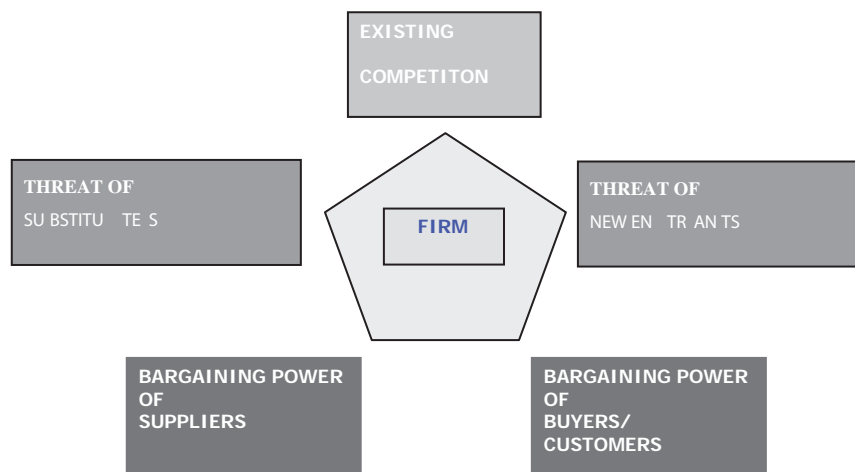 EXISTING
COMPETITON
THREAT OF
SU BSTITU TE S
THREAT OF
NEW EN TR AN TS
FIRM
BARGAINING POWER
OF
SUPPLIERS
BARGAINING POWER
OF
BUYERS/
CUSTOMERS